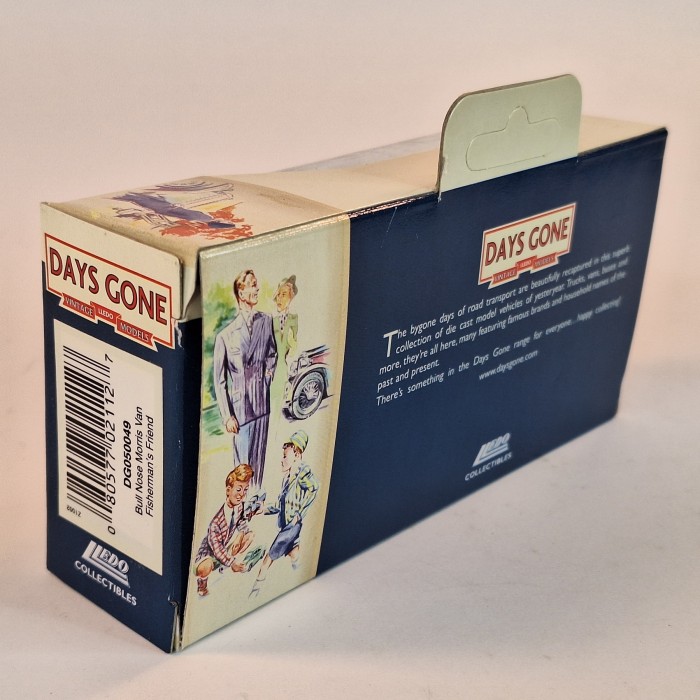 DAYS GONE
VINTAGE LLEDO MODELS
0 80577 02112 7
DG050049
Bull Nose Morris Van
Fisherman's Friend
21002
LLEDO
COLLECTIBLES
DAYS GONE
VINTAGE LLEDO MODELS
The bygone days of road transport are beautifully recaptured in this superb
collection of die cast model vehicles of yesteryear. Trucks, vans, buses and
more, they're all here, many featuring famous brands and household names of the
past and present.
There's something in the Days Gone range for everyone... happy collecting!
www.daysgone.com
LLEDO
COLLECTIBLES